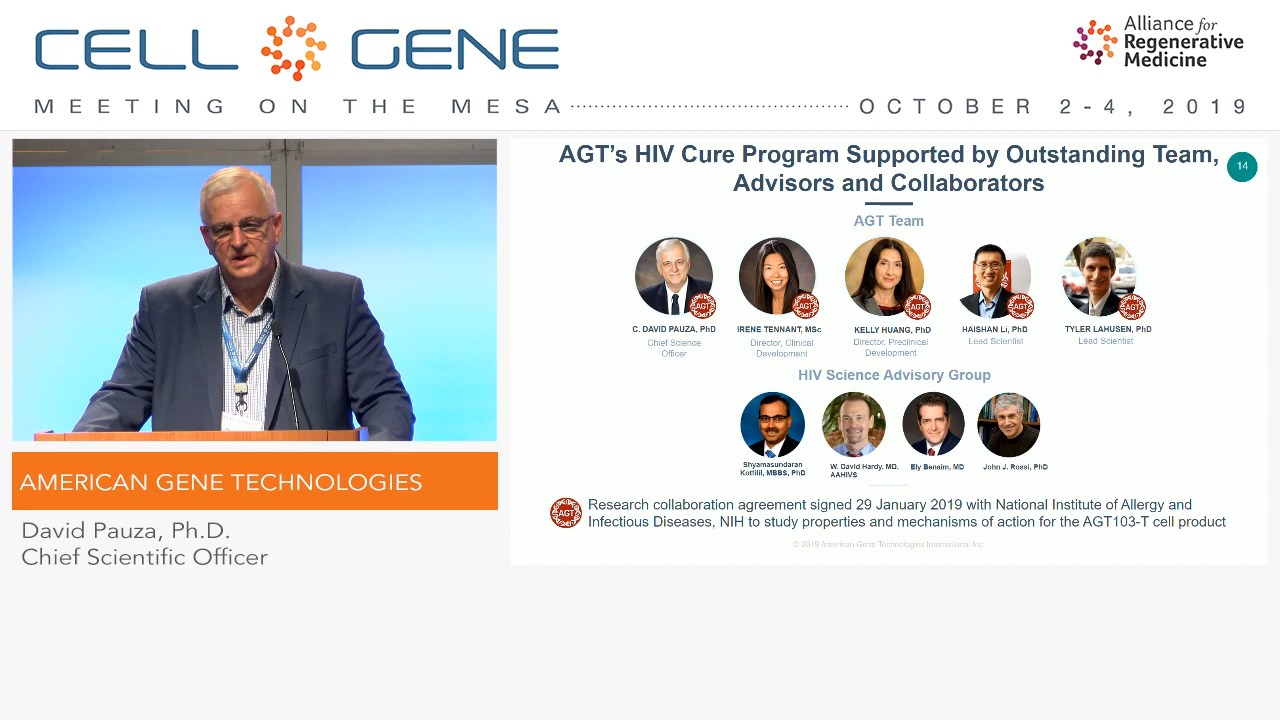 CELL GENE
Alliance for
Regenerative
Medicine
MEETING ON THE MESA OCTOBER 2-4, 2019
AGT's HIV Cure Program Supported by Outstanding Team,
Advisors and Collaborators
14
AGT Team
AGT AGT AGT AGT AGT
C. DAVID PAUZA, PhD IRENE TENNANT, MSc KELLY HUANG, PhD HAISHAN Li, PhD TYLER LAHUSEN, PhD
Chief Science
Officer
Director, Clinical
Development
Director, Preclinical
Development
Lead Scientist
Lead Scientist
HIV Science Advisory Group
Shyamasundaran
Kottilil, MBBS, PhD
W. David Hardy, MD,
AAHIVS
Ely Benaim, MD
John J. Rossi, PhD
AGT
Research collaboration agreement signed 29 January 2019 with National Institute of Allergy and
Infectious Diseases, NIH to study properties and mechanisms of action for the AGT103-T cell product
© 2019 American Gene Technologies International Inc.
AMERICAN GENE TECHNOLOGIES
David Pauza, Ph.D.
Chief Scientific Officer